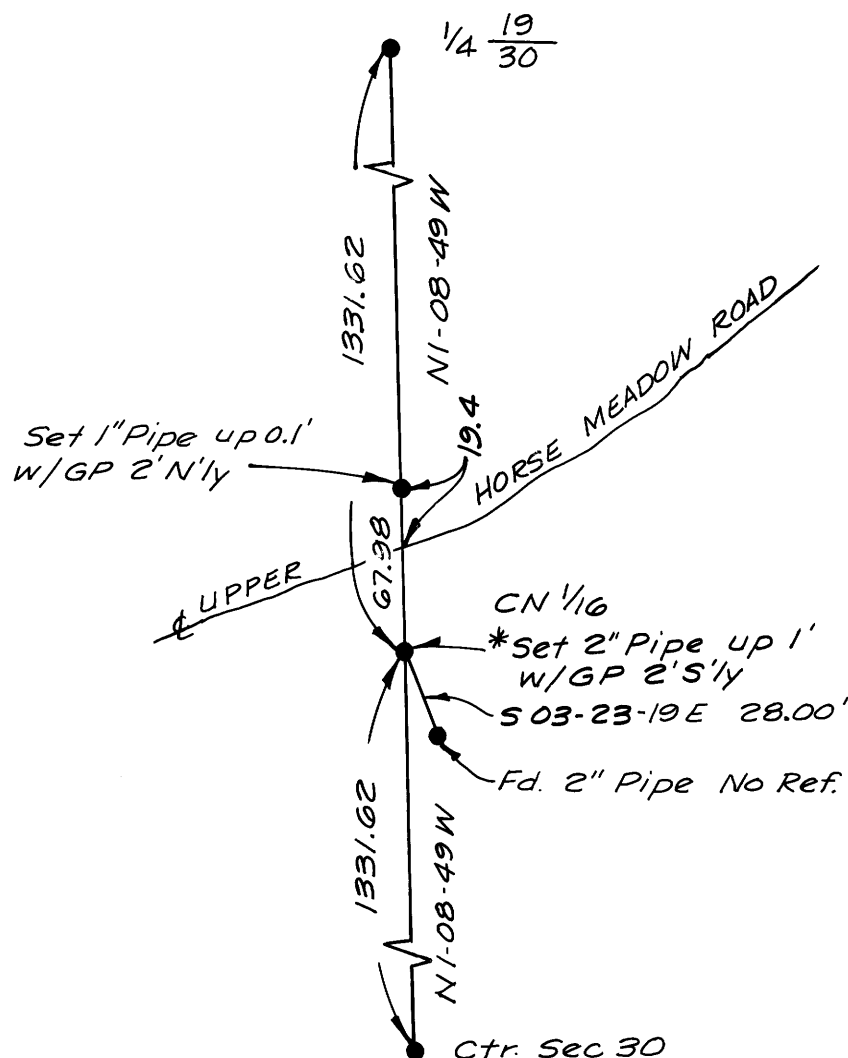 1/4 19/30
1331.62
N1-08-49W
HORSE MEADOW ROAD
19.4
Set 1" Pipe up 0.1'
w/GP 2'N'ly
67.98
℄ UPPER
CN 1/16
*Set 2" Pipe up 1'
w/GP 2'S'ly
S 03-23-19E 28.00'
Fd. 2" Pipe No Ref.
1331.62
N1-08-49W
Ctr. Sec 30